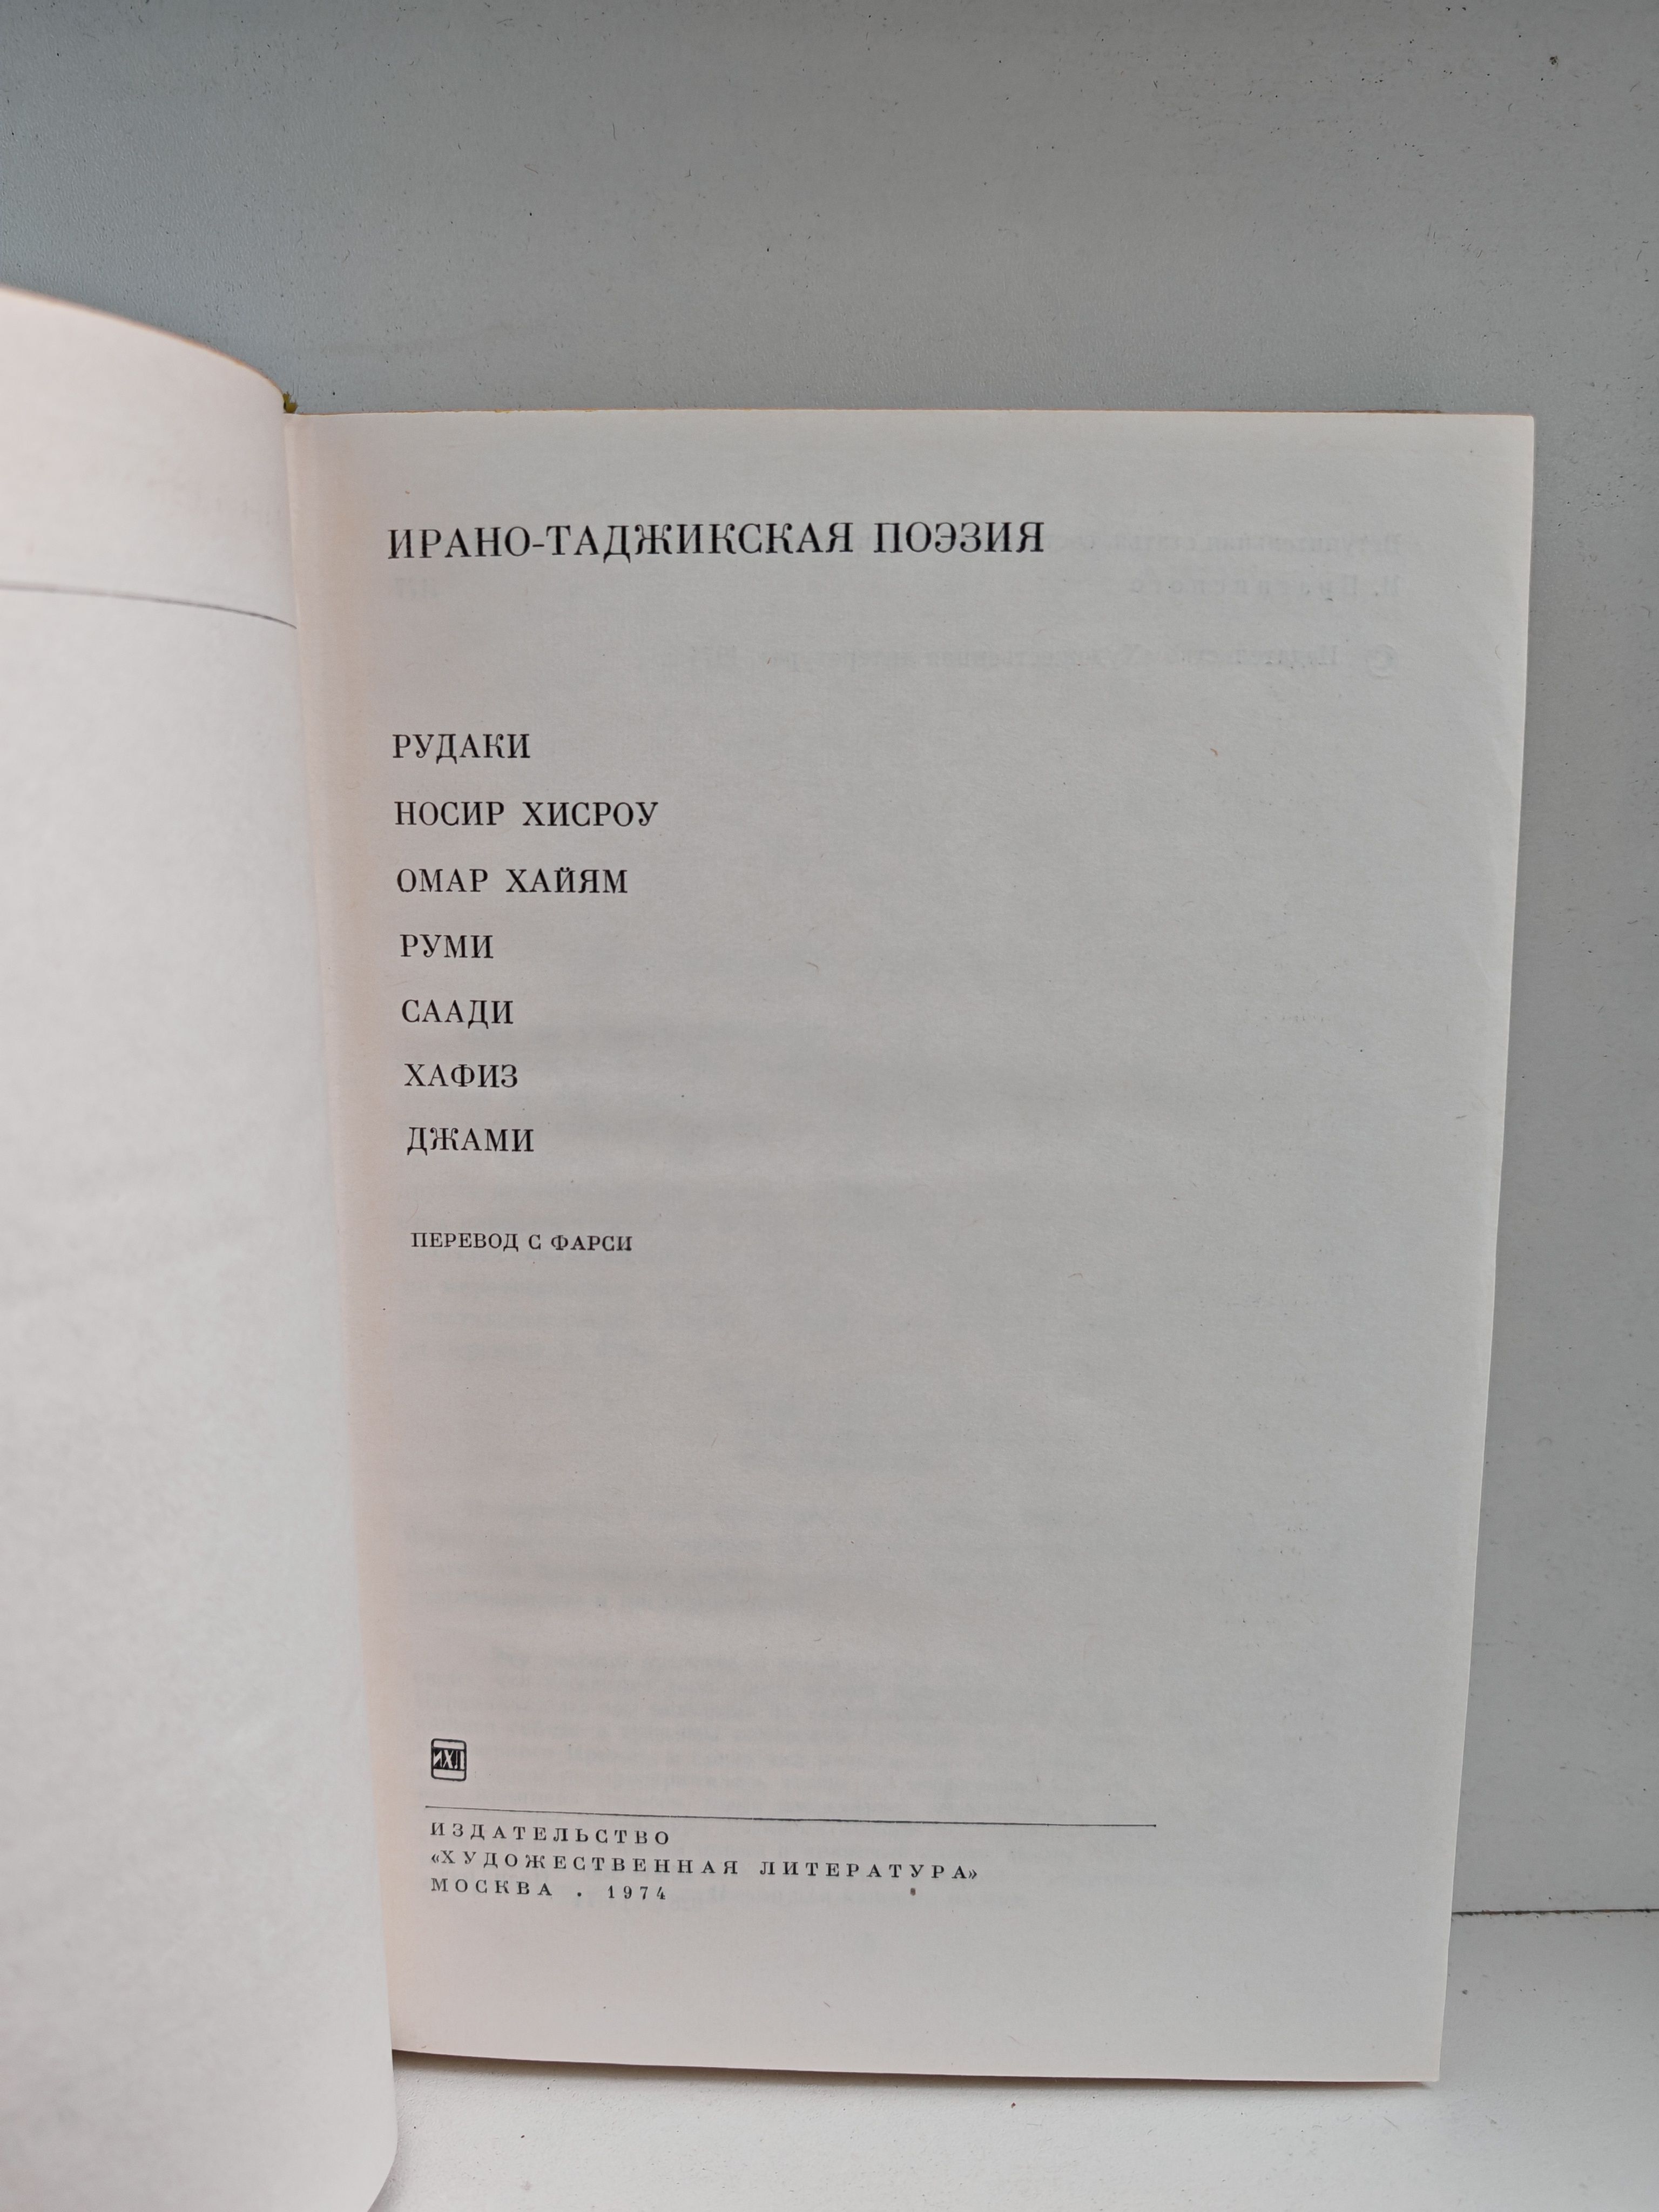 ИРАНО-ТАДЖИКСКАЯ ПОЭЗИЯ
РУДАКИ
НОСИР ХИСРОУ
ОМАР ХАЙЯМ
РУМИ
СААДИ
ХАФИЗ
ДЖАМИ
ПЕРЕВОД С ФАРСИ
ИХЛ
ИЗДАТЕЛЬСТВО
«ХУДОЖЕСТВЕННАЯ ЛИТЕРАТУРА»
МОСКВА . 1974